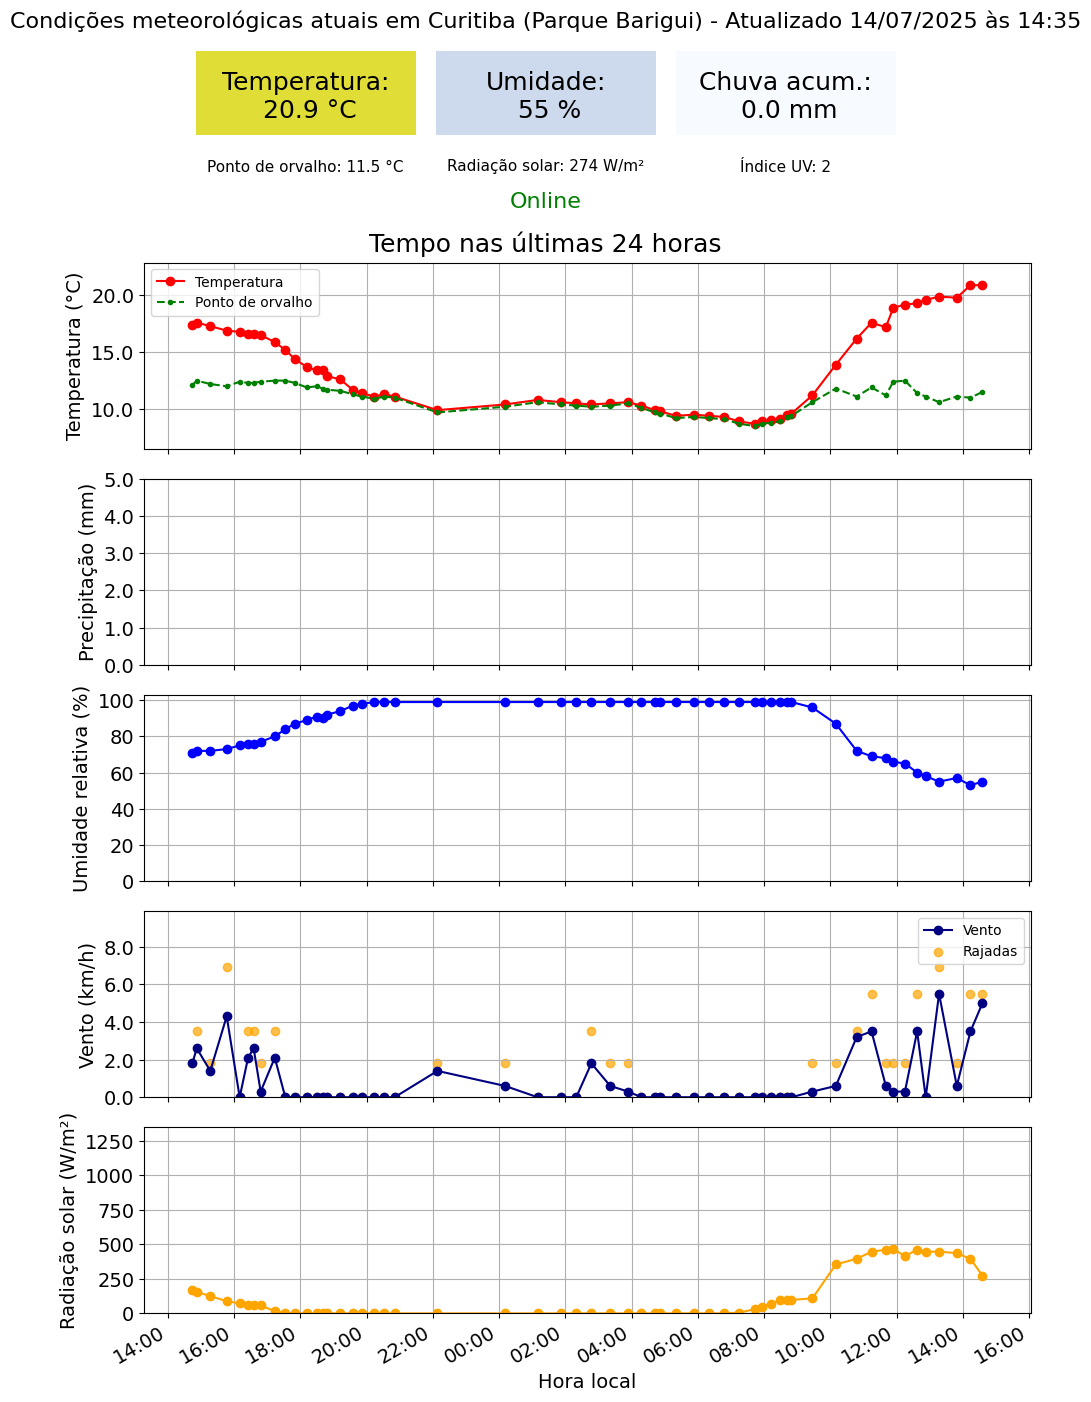 Condições meteorológicas atuais em Curitiba (Parque Barigui) - Atualizado 14/07/2025 às 14:35
Temperatura:
20.9 °C
Umidade:
55 %
Chuva acum.:
0.0 mm
Ponto de orvalho: 11.5 °C
Radiação solar: 274 W/m²
Índice UV: 2
Online
Tempo nas últimas 24 horas
Temperatura (°C)
20.0
15.0
10.0
Temperatura
Ponto de orvalho
Precipitação (mm)
5.0
4.0
3.0
2.0
1.0
0.0
Umidade relativa (%)
100
80
60
40
20
0
Vento (km/h)
8.0
6.0
4.0
2.0
0.0
Vento
Rajadas
Radiação solar (W/m²)
1250
1000
750
500
250
0
14:00
16:00
18:00
20:00
22:00
00:00
02:00
04:00
06:00
08:00
10:00
12:00
14:00
16:00
Hora local